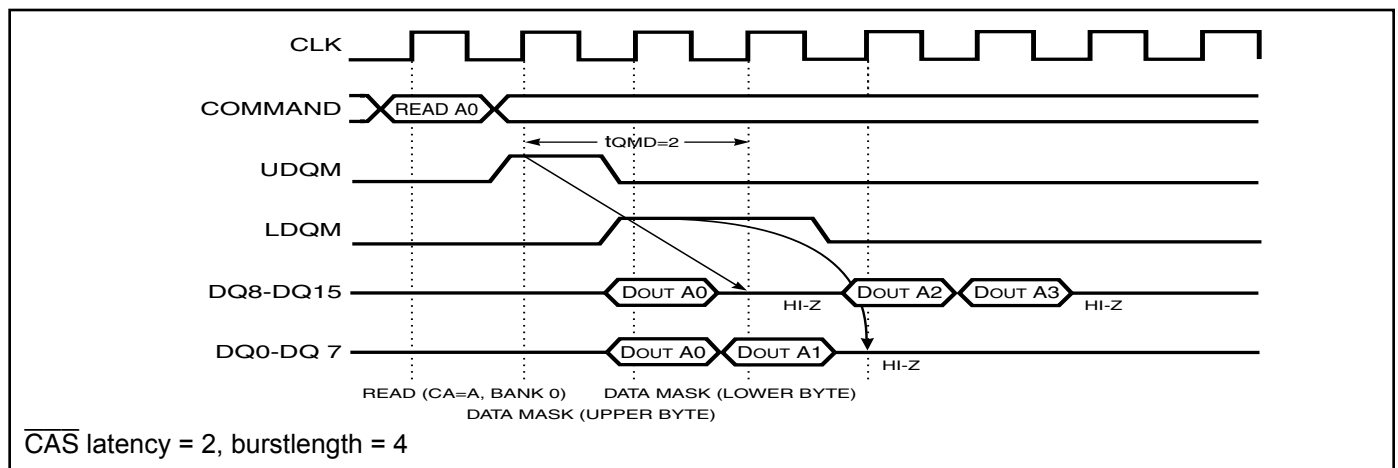 CLK
COMMAND READ A0
tQMD=2
UDQM
LDQM
DQ8-DQ15 DOUT A0 HI-Z DOUT A2 DOUT A3 HI-Z
DQ0-DQ 7 DOUT A0 DOUT A1 HI-Z
READ (CA=A, BANK 0) DATA MASK (LOWER BYTE)
DATA MASK (UPPER BYTE)
CAS latency = 2, burstlength = 4